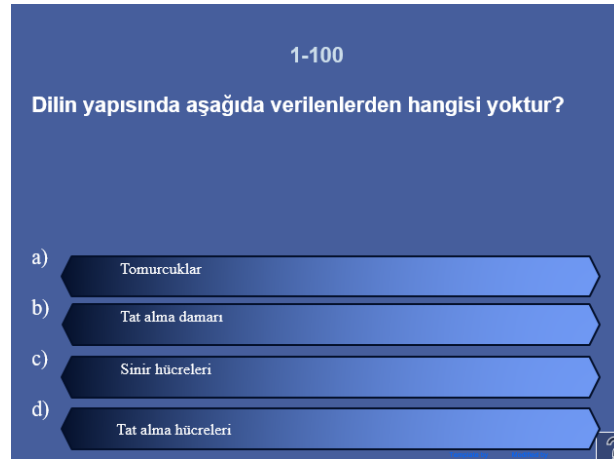 1-100
Dilin yapısında aşağıda verilenlerden hangisi yoktur?
a) Tomurcuklar
b) Tat alma damarı
c) Sinir hücreleri
d) Tat alma hücreleri
?